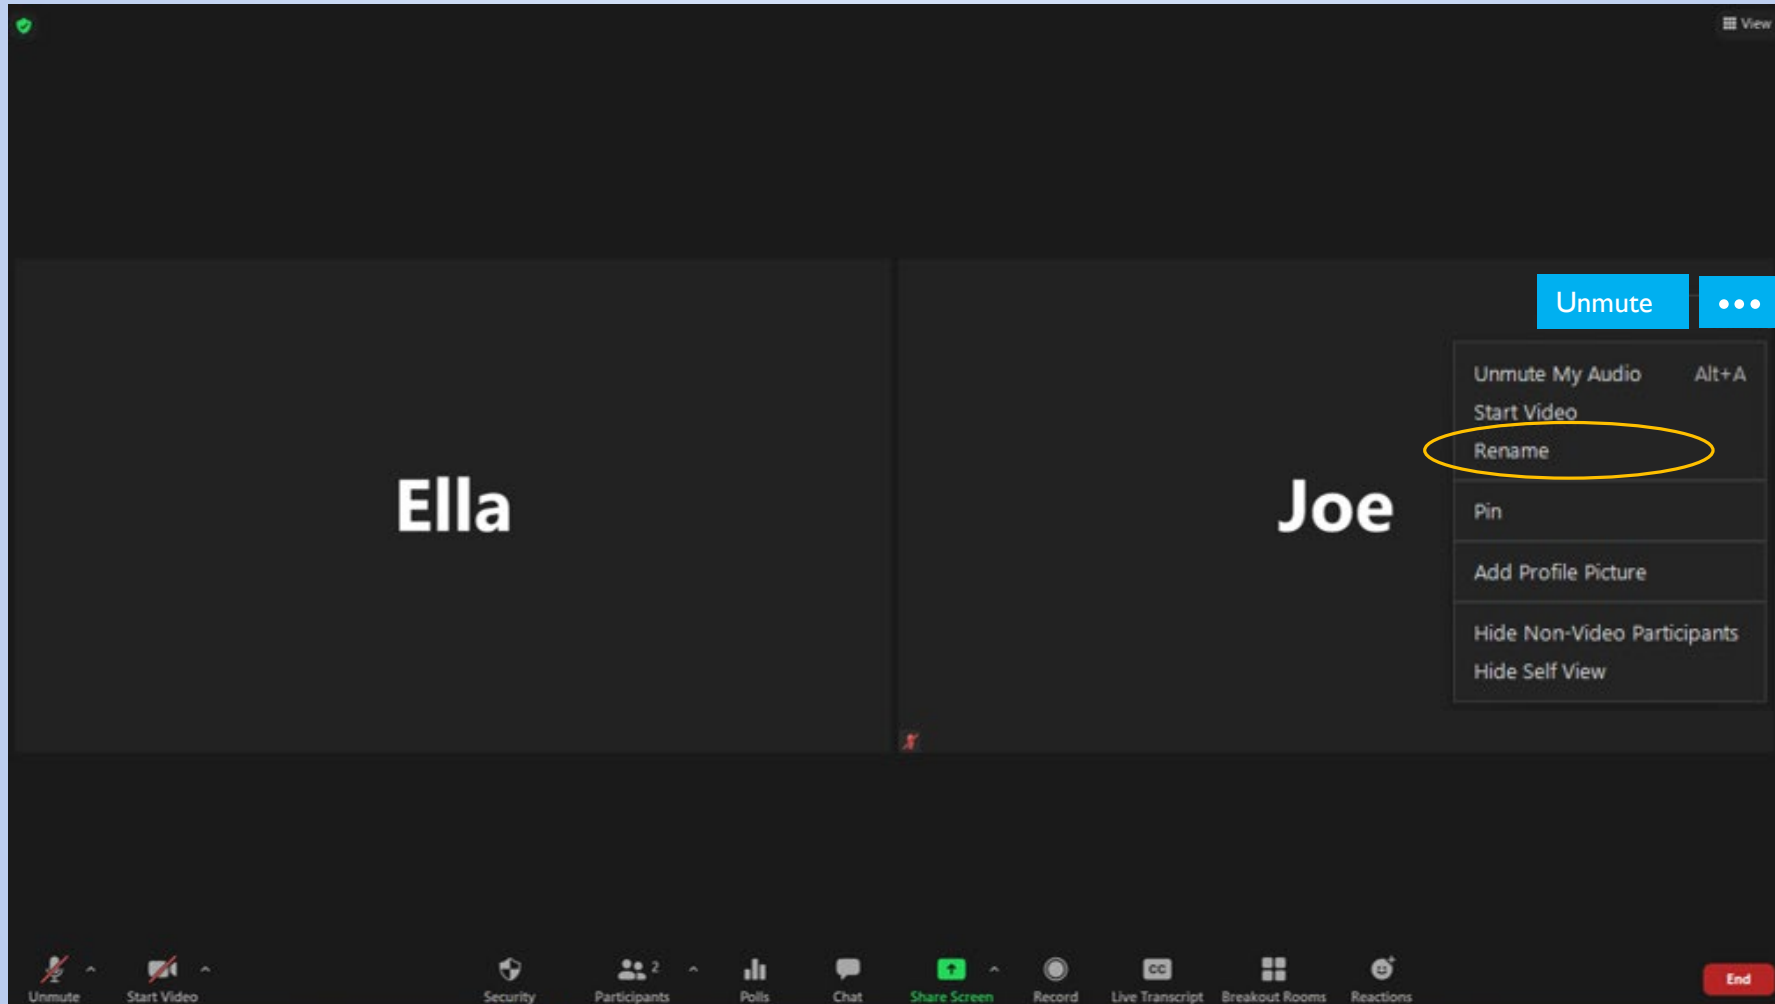 View
Unmute
Unmute My Audio Alt+A
Start Video
Rename
Ella
Joe
Pin
Add Profile Picture
Hide Non-Video Participants
Hide Self View
Unmute
Start Video
Security
Participants 2
Polls
Chat
Share Screen
Record
CC
Live Transcript
Breakout Rooms
Reactions
End